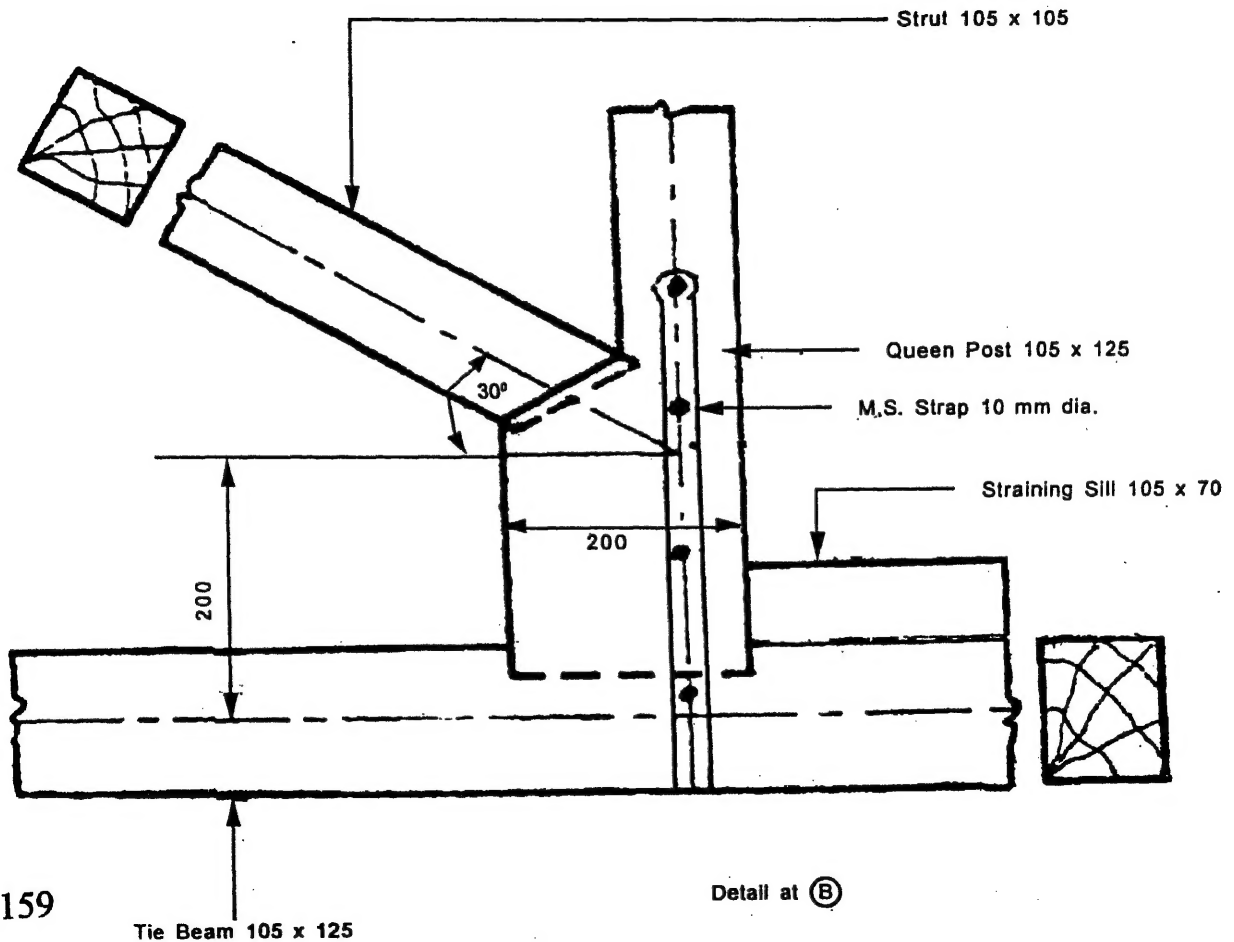 Strut 105 x 105
30⁰
Queen Post 105 x 125
M.S. Strap 10 mm dia.
Straining Sill 105 x 70
200
200
159
Detail at B
Tie Beam 105 x 125